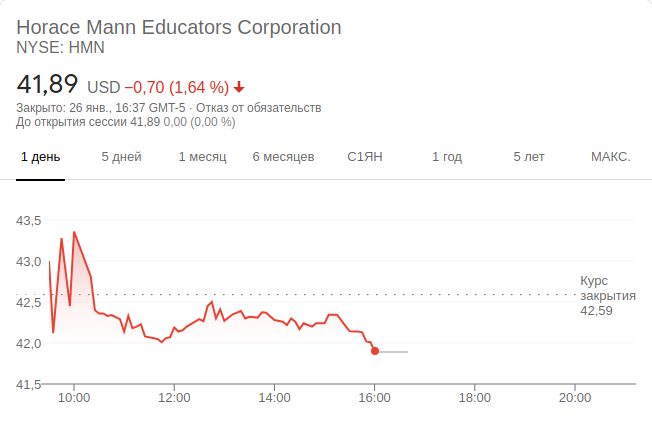 Horace Mann Educators Corporation
NYSE: HMN
41,89 USD −0,70 (1,64 %)
Закрыто: 26 янв., 16:37 GMT-5 · Отказ от обязательств
До открытия сессии 41,89 0,00 (0,00 %)
1 день 5 дней 1 месяц 6 месяцев С1ЯН 1 год 5 лет МАКС.
43,5
43,0
42,5
42,0
41,5
Курс
закрытия
42,59
10:00 12:00 14:00 16:00 18:00 20:00